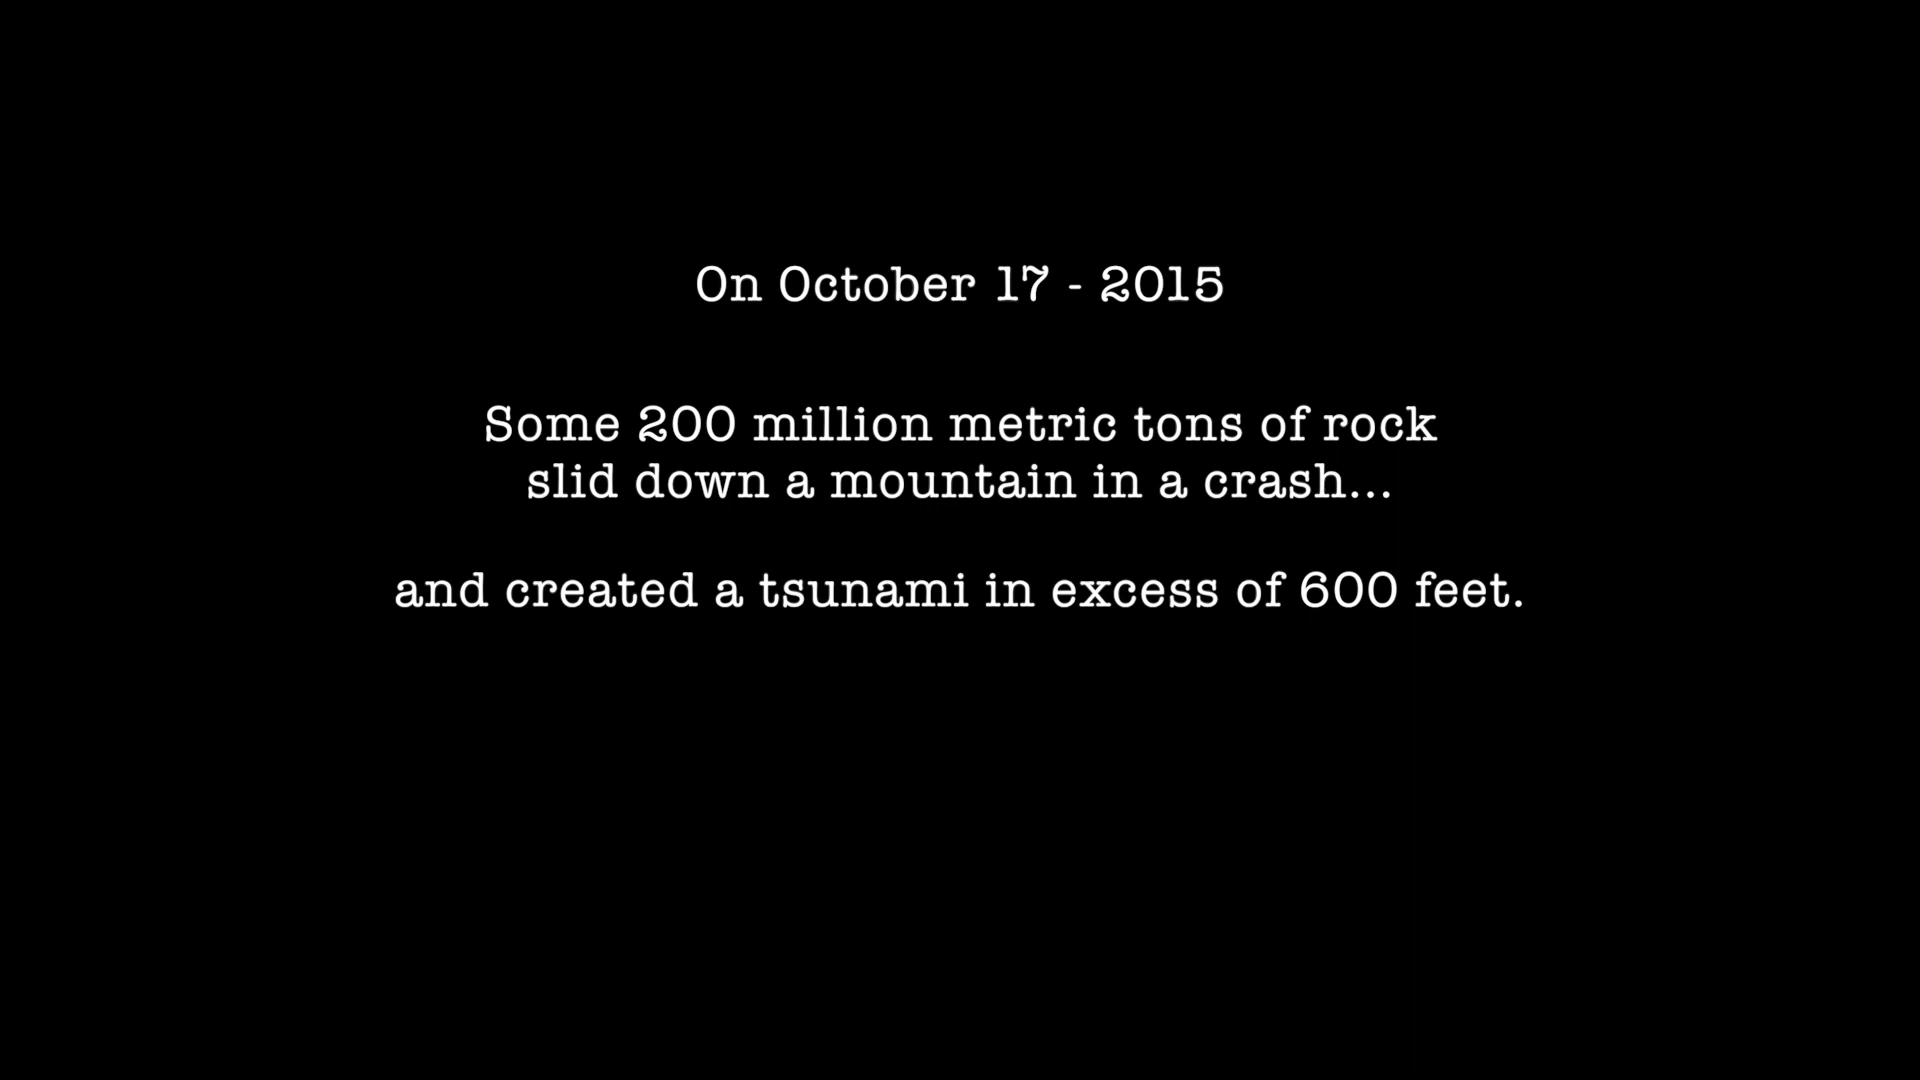 On October 17 - 2015
Some 200 million metric tons of rock
slid down a mountain in a crash...
and created a tsunami in excess of 600 feet.